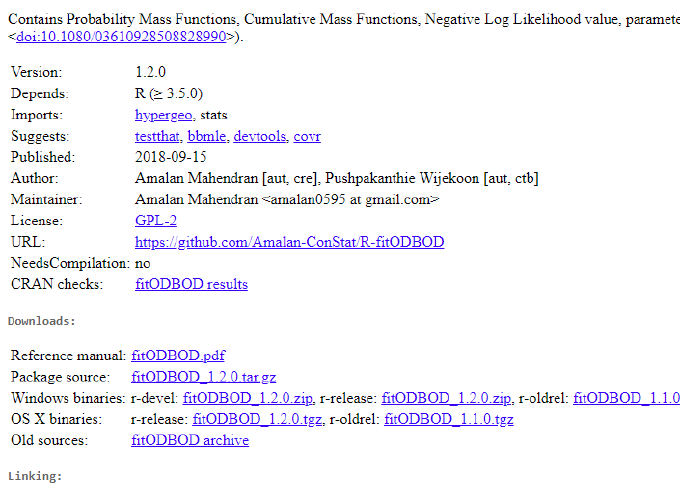 Contains Probability Mass Functions, Cumulative Mass Functions, Negative Log Likelihood value, paramete
<doi:10.1080/03610928508828990>).
Version: 1.2.0
Depends: R (≥ 3.5.0)
Imports: hypergeo, stats
Suggests: testthat, bbmle, devtools, covr
Published: 2018-09-15
Author: Amalan Mahendran [aut, cre], Pushpakanthie Wijekoon [aut, ctb]
Maintainer: Amalan Mahendran <amalan0595 at gmail.com>
License: GPL-2
URL: https://github.com/Amalan-ConStat/R-fitODBOD
NeedsCompilation: no
CRAN checks: fitODBOD results
Downloads:
Reference manual: fitODBOD.pdf
Package source: fitODBOD_1.2.0.tar.gz
Windows binaries: r-devel: fitODBOD_1.2.0.zip, r-release: fitODBOD_1.2.0.zip, r-oldrel: fitODBOD_1.1.0
OS X binaries: r-release: fitODBOD_1.2.0.tgz, r-oldrel: fitODBOD_1.1.0.tgz
Old sources: fitODBOD archive
Linking: